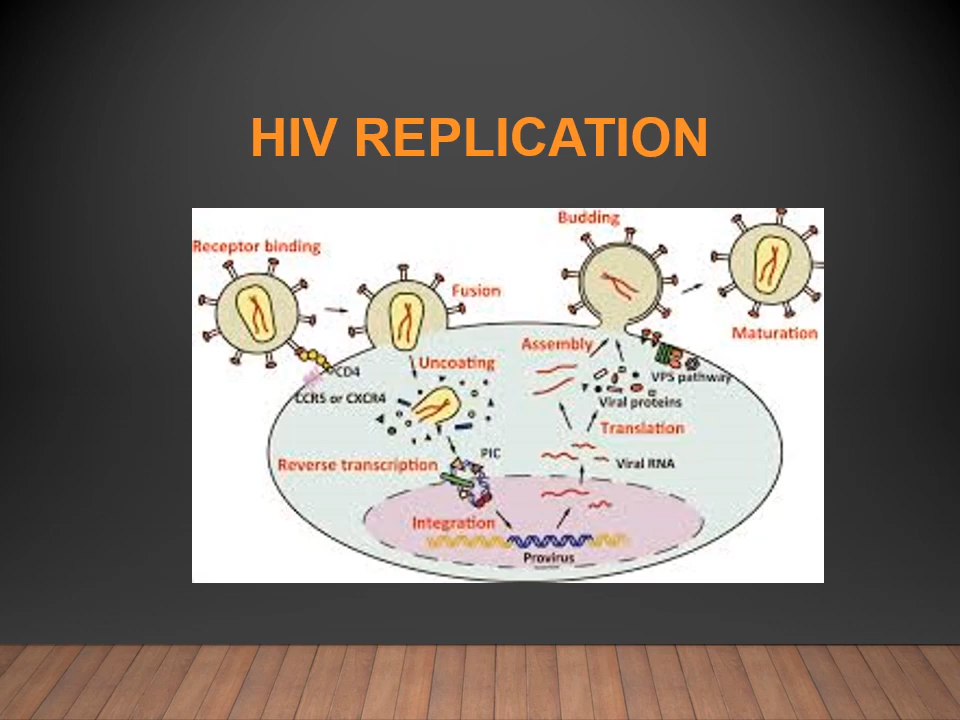 HIV REPLICATION
Budding
Receptor binding
Fusion
Maturation
Assembly
Uncoating
CD4
VPS pathway
CCR5 or CXCR4
Viral proteins
Translation
PIC
Reverse transcription
Viral RNA
Integration
Provirus